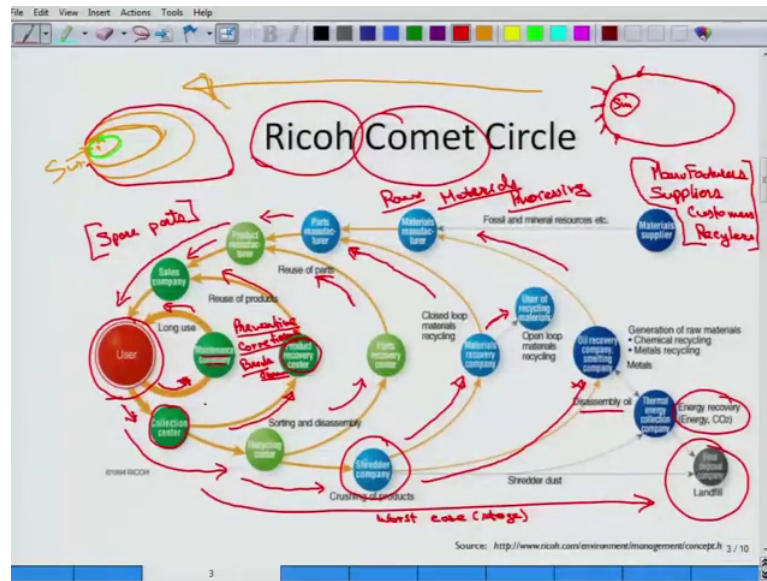 File Edit View Insert Actions Tools Help
Ricoh Comet Circle
Sun
Sun
Manufacturers
Suppliers
Customers
Recyclers
Raw Materials Processing
[Spare parts]
Product manufacturer
Parts manufacturer
Materials manufacturer
Fossil and mineral resources etc.
Materials supplier
Sales company
Reuse of parts
Reuse of products
Long use
Preventive
Corrective
Break down
User
Maintenance company
Product recovery center
Parts recovery center
Closed loop materials recycling
Materials recovery company
User of recycling materials
Open loop materials recycling
Oil recovery company, smelting company
Generation of raw materials
• Chemical recycling
• Metals recycling
Metals
Disassembly oil
Thermal energy collection company
Energy recovery (Energy, CO₂)
Collection center
Sorting and disassembly
Recycling center
Shredder company
Crushing of products
Shredder dust
Final disposal company
Landfill
©1994 RICOH
Worst case (stage)
Source: http://www.ricoh.com/environment/management/concept.h 3 / 10
3